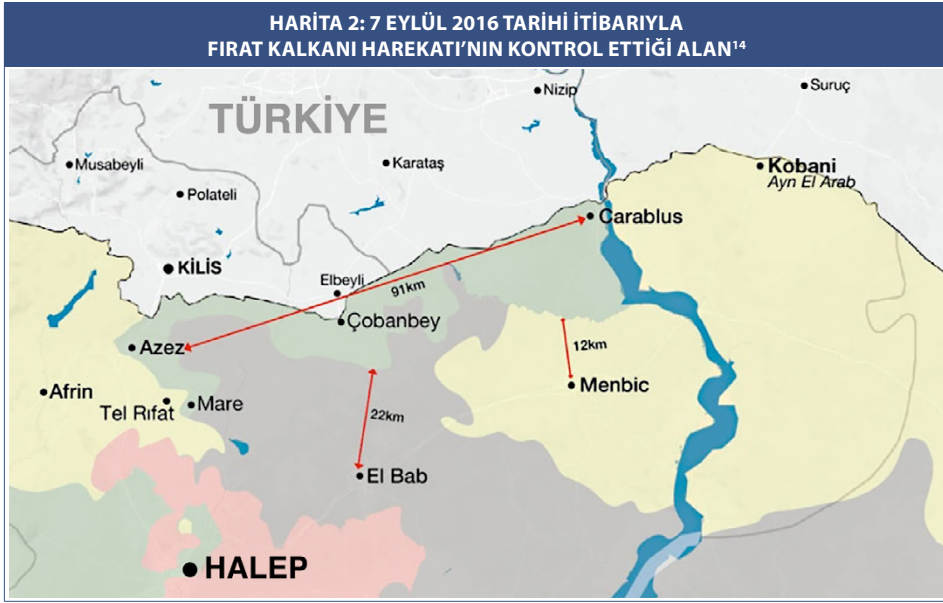 HARİTA 2: 7 EYLÜL 2016 TARİHİ İTİBARIYLA
FIRAT KALKANI HAREKATI'NIN KONTROL ETTİĞİ ALAN14
TÜRKİYE
Nizip
Suruç
Musabeyli
Karataş
Kobani
Ayn El Arab
Polateli
Carablus
KİLİS
Elbeyli
91km
Çobanbey
Azez
12km
Menbic
Afrin
Tel Rıfat
Mare
22km
El Bab
HALEP